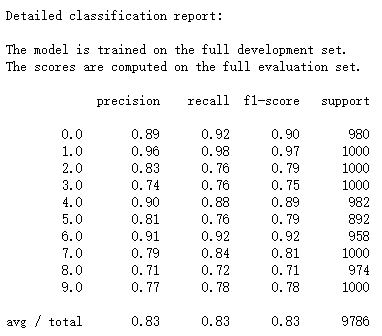 Detailed classification report:
The model is trained on the full development set.
The scores are computed on the full evaluation set.
precision recall f1-score support
0.0 0.89 0.92 0.90 980
1.0 0.96 0.98 0.97 1000
2.0 0.83 0.76 0.79 1000
3.0 0.74 0.76 0.75 1000
4.0 0.90 0.88 0.89 982
5.0 0.81 0.76 0.79 892
6.0 0.91 0.92 0.92 958
7.0 0.79 0.84 0.81 1000
8.0 0.71 0.72 0.71 974
9.0 0.77 0.78 0.78 1000
avg / total 0.83 0.83 0.83 9786